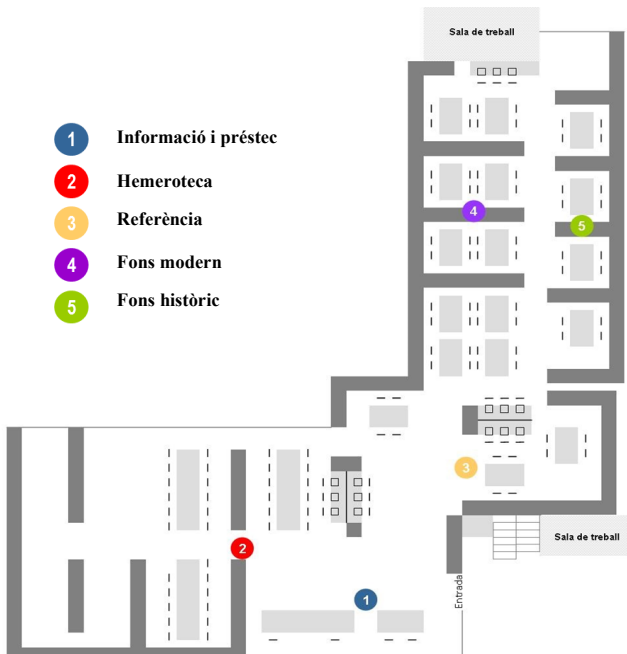 Sala de treball
1 Informació i préstec
2 Hemeroteca
3 Referència
4 Fons modern
5 Fons històric
4
5
3
2
Sala de treball
Entrada
1